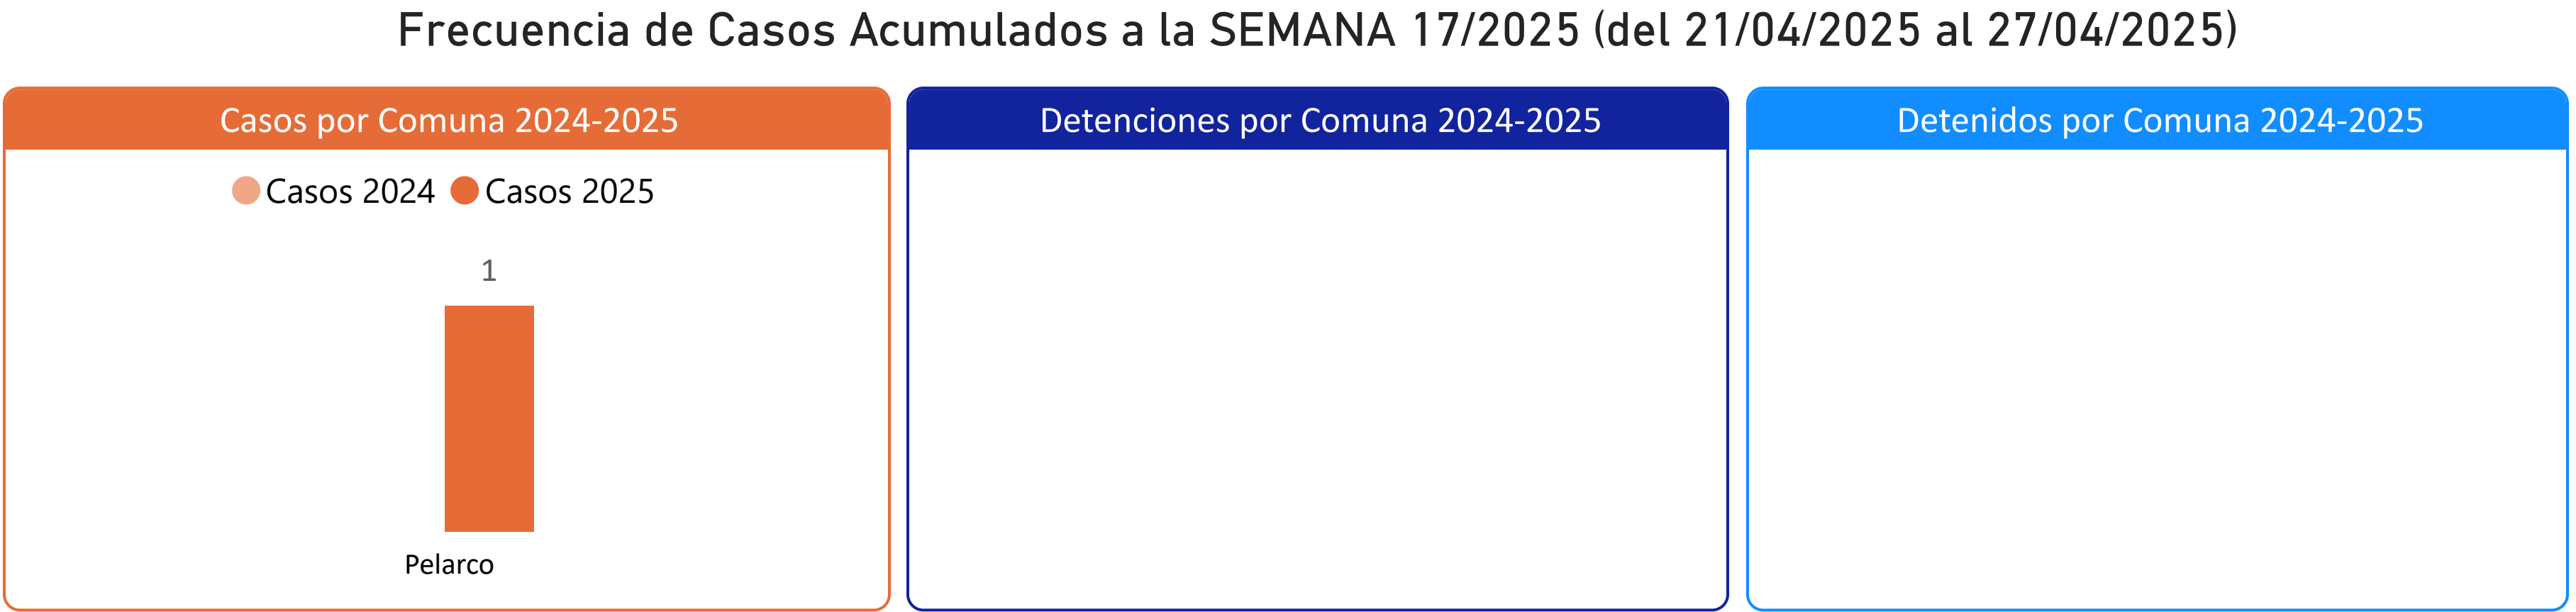 Frecuencia de Casos Acumulados a la SEMANA 17/2025 (del 21/04/2025 al 27/04/2025)
Casos por Comuna 2024-2025
Casos 2024 Casos 2025
1
Pelarco
Detenciones por Comuna 2024-2025
Detenidos por Comuna 2024-2025